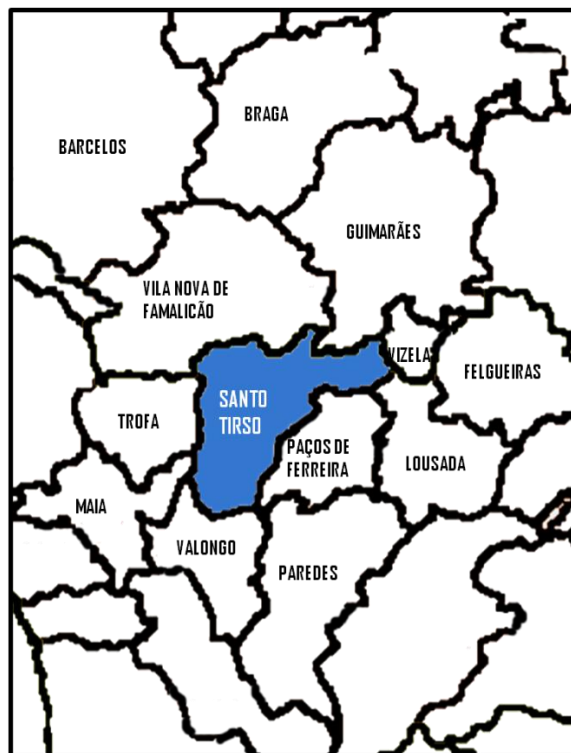 BRAGA
BARCELOS
GUIMARÃES
VILA NOVA DE
FAMALICÃO
VIZELA
FELGUEIRAS
SANTO
TIRSO
TROFA
PAÇOS DE
FERREIRA
LOUSADA
MAIA
VALONGO
PAREDES